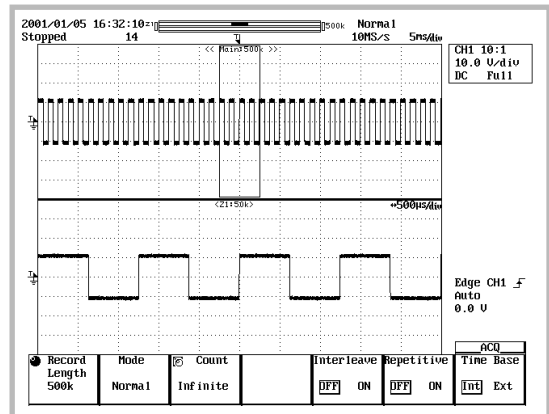 2001/01/05 16:32:10
500k Normal
Stopped 14 10MS/s 5ms/div
<< Main:500k >>
CH1 10:1
10.0 V/div
DC Full
<Z1:50k> 500μs/div
Edge CH1
Auto
0.0 V
ACQ
Record Length 500k
Mode Normal
Count Infinite
Interleave OFF ON
Repetitive OFF ON
Time Base Int Ext